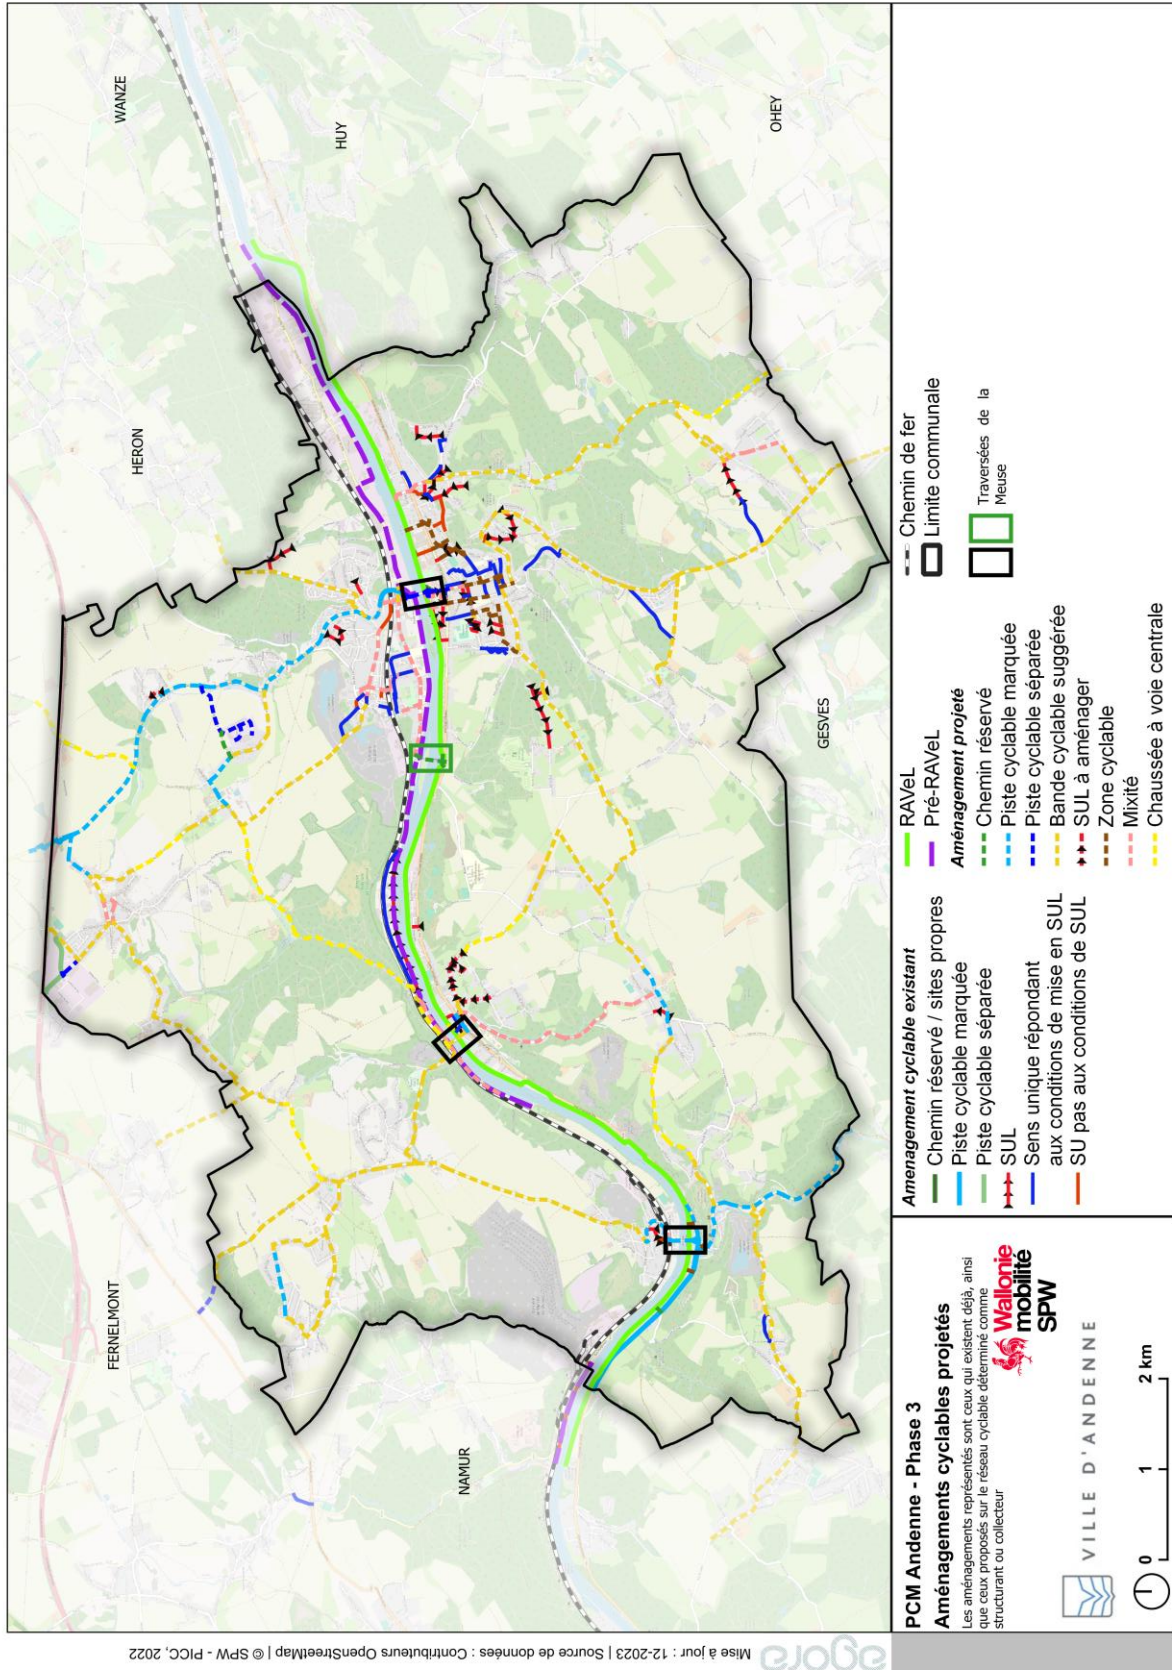 WANZE
HUY
OHEY
HERON
GESVES
FERNELMONT
NAMUR
PCM Andenne - Phase 3
Aménagements cyclables projetés
Les aménagements représentés sont ceux qui existent déjà, ainsi
que ceux proposés sur le réseau cyclable déterminé comme
structurant ou collecteur
Wallonie
mobilité
SPW
VILLE D'ANDENNE
0 1 2 km
Aménagement cyclable existant
Chemin réservé / sites propres
Piste cyclable marquée
Piste cyclable séparée
SUL
Sens unique répondant
aux conditions de mise en SUL
SU pas aux conditions de SUL
RAVeL
Pré-RAVeL
Aménagement projeté
Chemin réservé
Piste cyclable marquée
Piste cyclable séparée
Bande cyclable suggérée
SUL à aménager
Zone cyclable
Mixité
Chaussée à voie centrale
Chemin de fer
Limite communale
Traversées de la
Meuse
agora
Mise à jour : 12-2023 | Source de données : Contributeurs OpenStreetMap | © SPW - PICC, 2022